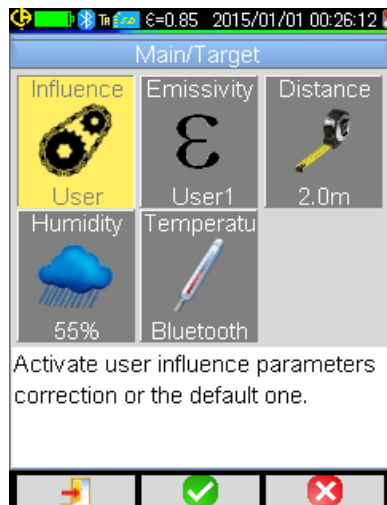 Ta ε=0.85 2015/01/01 00:26:12
Main/Target
Influence Emissivity Distance
ε
User User1 2.0m
Humidity Temperatu
55% Bluetooth
Activate user influence parameters
correction or the default one.